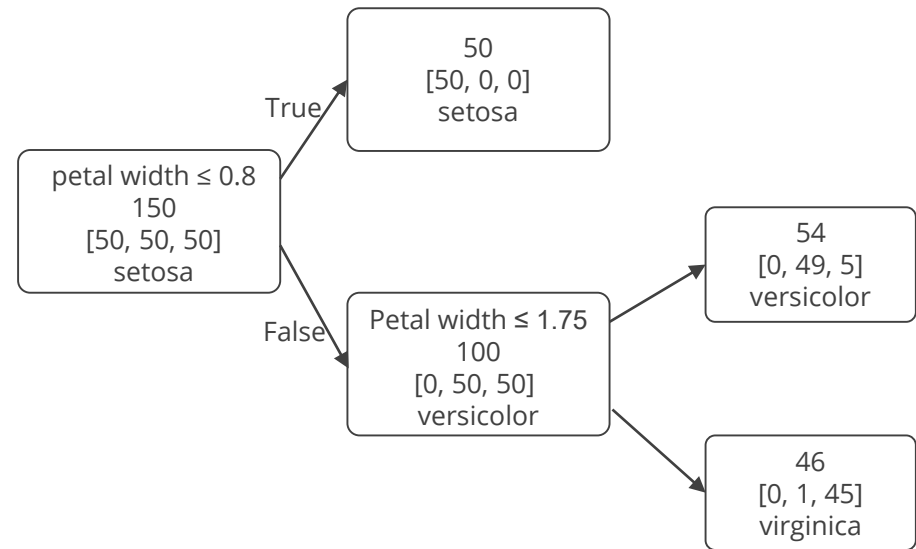 50
[50, 0, 0]
setosa
True
petal width ≤ 0.8
150
[50, 50, 50]
setosa
False
Petal width ≤ 1.75
100
[0, 50, 50]
versicolor
54
[0, 49, 5]
versicolor
46
[0, 1, 45]
virginica